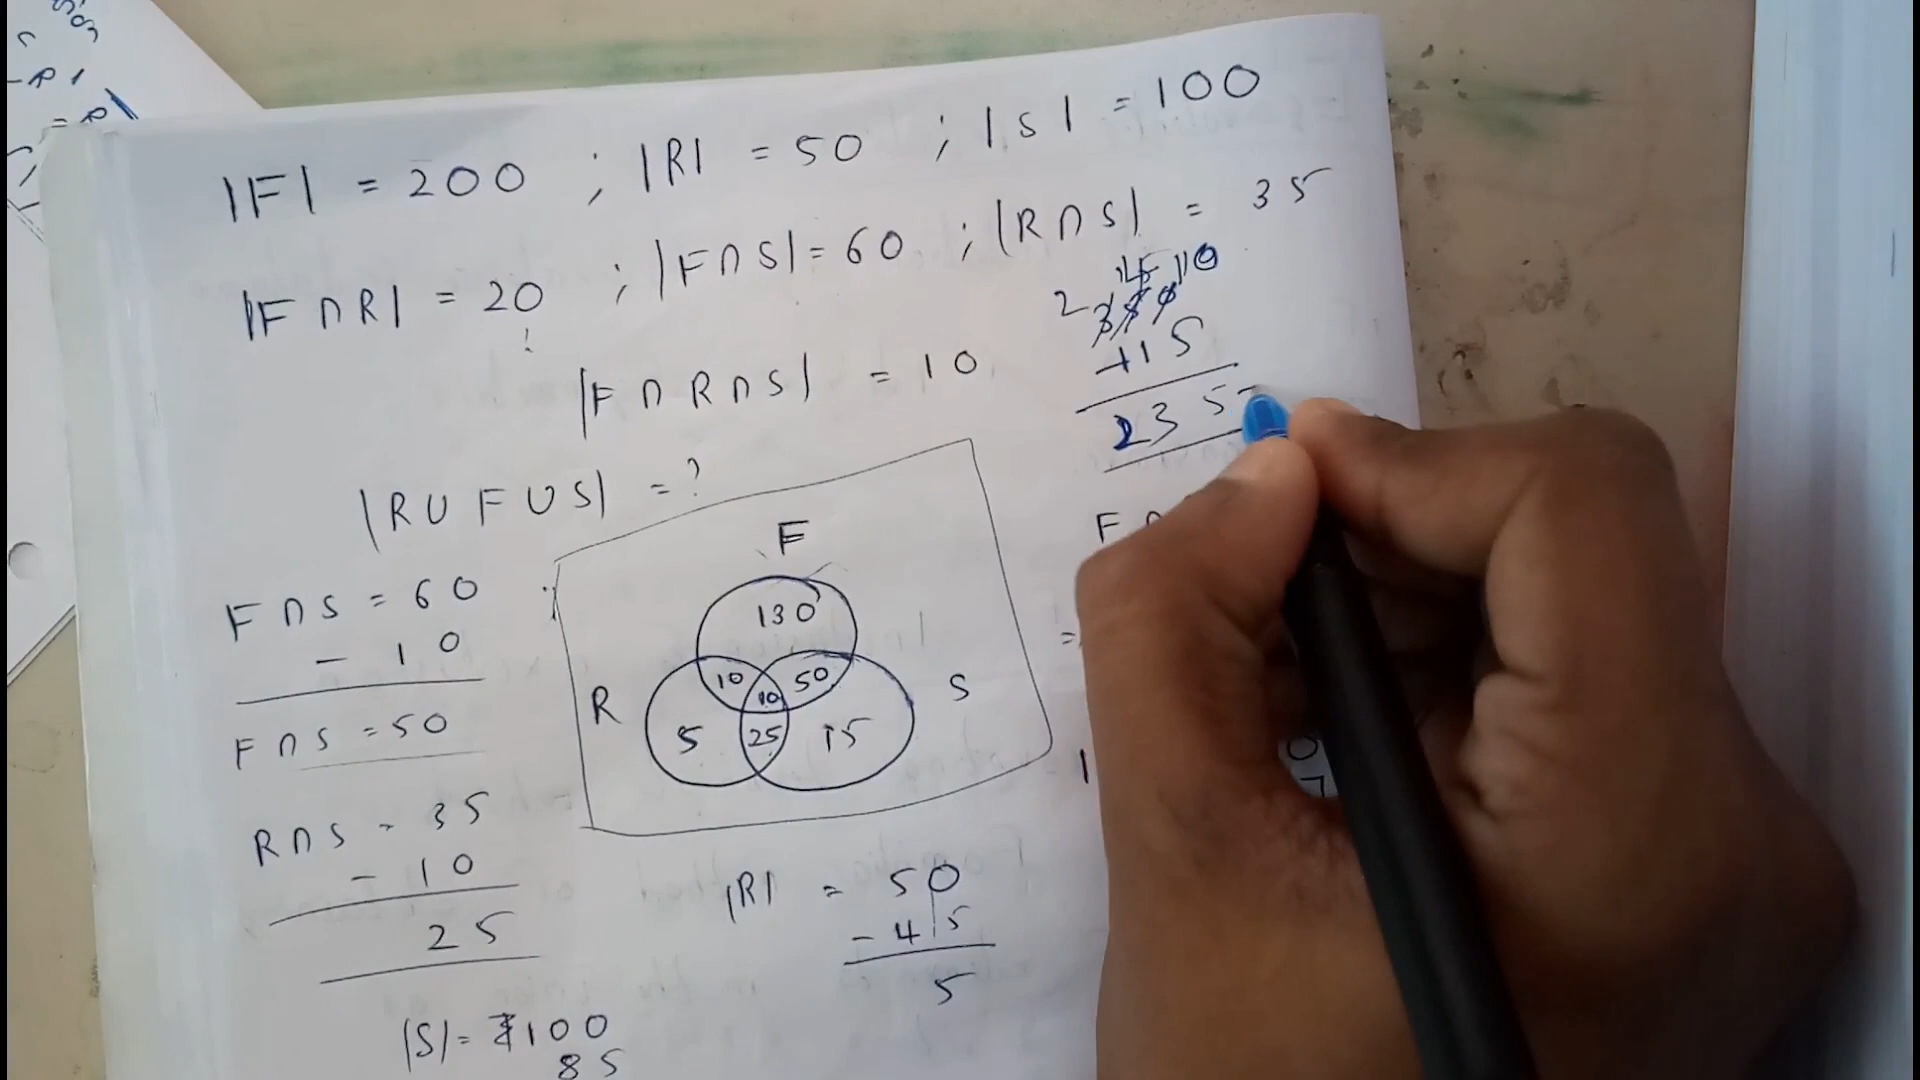 |F| = 200 ; |R| = 50 ; |S| = 100
|F ∩ R| = 20 ; |F ∩ S| = 60 ; |R ∩ S| = 35
|F ∩ R ∩ S| = 10
115
235
|R ∪ F ∪ S| = ?
F
130
10 10 50
R S
5 25 15
F ∩ S = 60
- 10
F ∩ S = 50
R ∩ S = 35
- 10
25
|R| = 50
- 45
5
|S| = 100
85